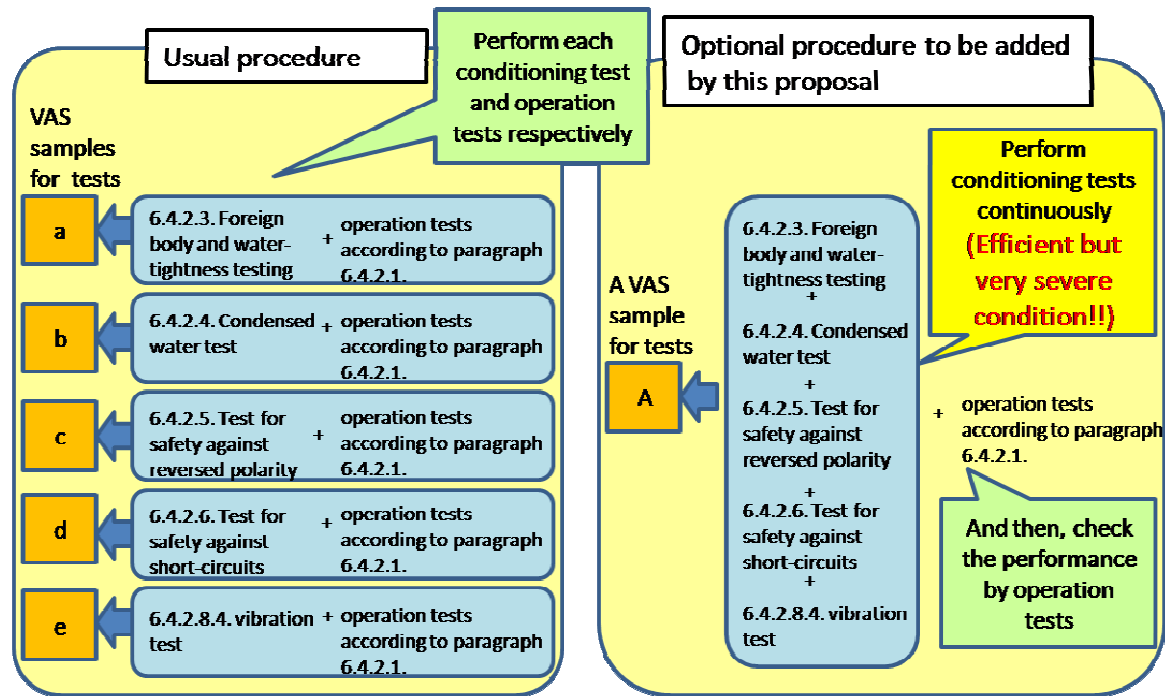 Usual procedure
Perform each
conditioning test
and operation
tests respectively
VAS
samples
for tests
a
6.4.2.3. Foreign
body and water-
tightness testing
+
operation tests
according to paragraph
6.4.2.1.
b
6.4.2.4. Condensed
water test
+
operation tests
according to paragraph
6.4.2.1.
c
6.4.2.5. Test for
safety against
reversed polarity
+
operation tests
according to paragraph
6.4.2.1.
d
6.4.2.6. Test for
safety against
short-circuits
+
operation tests
according to paragraph
6.4.2.1.
e
6.4.2.8.4. vibration
test
+
operation tests
according to paragraph
6.4.2.1.
Optional procedure to be added
by this proposal
Perform
conditioning tests
continuously
(Efficient but
very severe
condition!!)
A VAS
sample
for tests
A
6.4.2.3. Foreign
body and water-
tightness testing
+
6.4.2.4. Condensed
water test
+
6.4.2.5. Test for
safety against
reversed polarity
+
6.4.2.6. Test for
safety against
short-circuits
+
6.4.2.8.4. vibration
test
+
operation tests
according to paragraph
6.4.2.1.
And then, check
the performance
by operation
tests